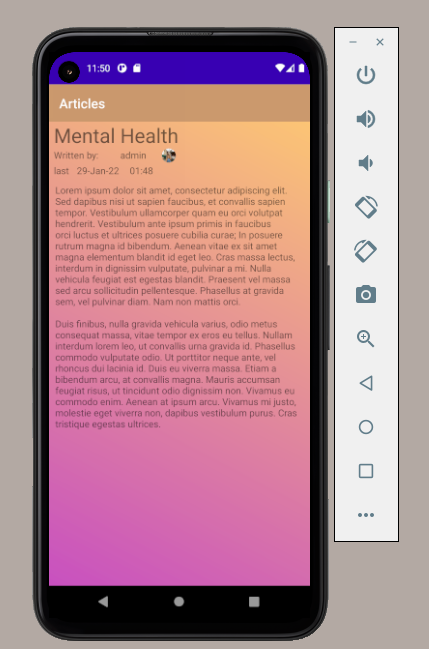 11:50
Articles
Mental Health
Written by: admin
last 29-Jan-22 01:48
Lorem ipsum dolor sit amet, consectetur adipiscing elit.
Sed dapibus nisi ut sapien faucibus, et convallis sapien
tempor. Vestibulum ullamcorper quam eu orci volutpat
hendrerit. Vestibulum ante ipsum primis in faucibus
orci luctus et ultrices posuere cubilia curae; In posuere
rutrum magna id bibendum. Aenean vitae ex sit amet
magna elementum blandit id eget leo. Cras massa lectus,
interdum in dignissim vulputate, pulvinar a mi. Nulla
vehicula feugiat est egestas blandit. Praesent vel massa
sed arcu sollicitudin pellentesque. Phasellus at gravida
sem, vel pulvinar diam. Nam non mattis orci.
Duis finibus, nulla gravida vehicula varius, odio metus
consequat massa, vitae tempor ex eros eu tellus. Nullam
interdum lorem leo, ut convallis urna gravida id. Phasellus
commodo vulputate odio. Ut porttitor neque ante, vel
rhoncus dui lacinia id. Duis eu viverra massa. Etiam a
bibendum arcu, at convallis magna. Mauris accumsan
feugiat risus, ut tincidunt odio dignissim non. Vivamus eu
commodo enim. Aenean at ipsum arcu. Vivamus mi justo,
molestie eget viverra non, dapibus vestibulum purus. Cras
tristique egestas ultrices.